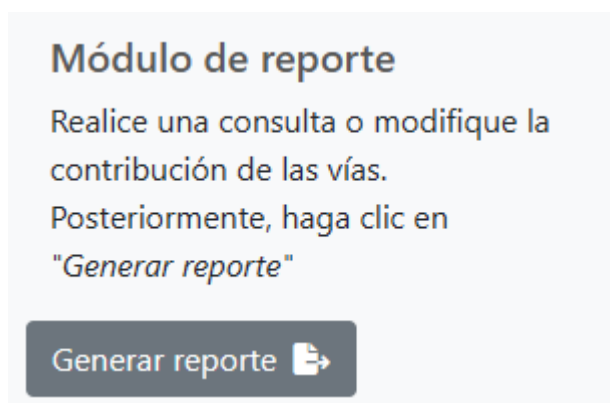 Módulo de reporte
Realice una consulta o modifique la
contribución de las vías.
Posteriormente, haga clic en
"Generar reporte"
Generar reporte